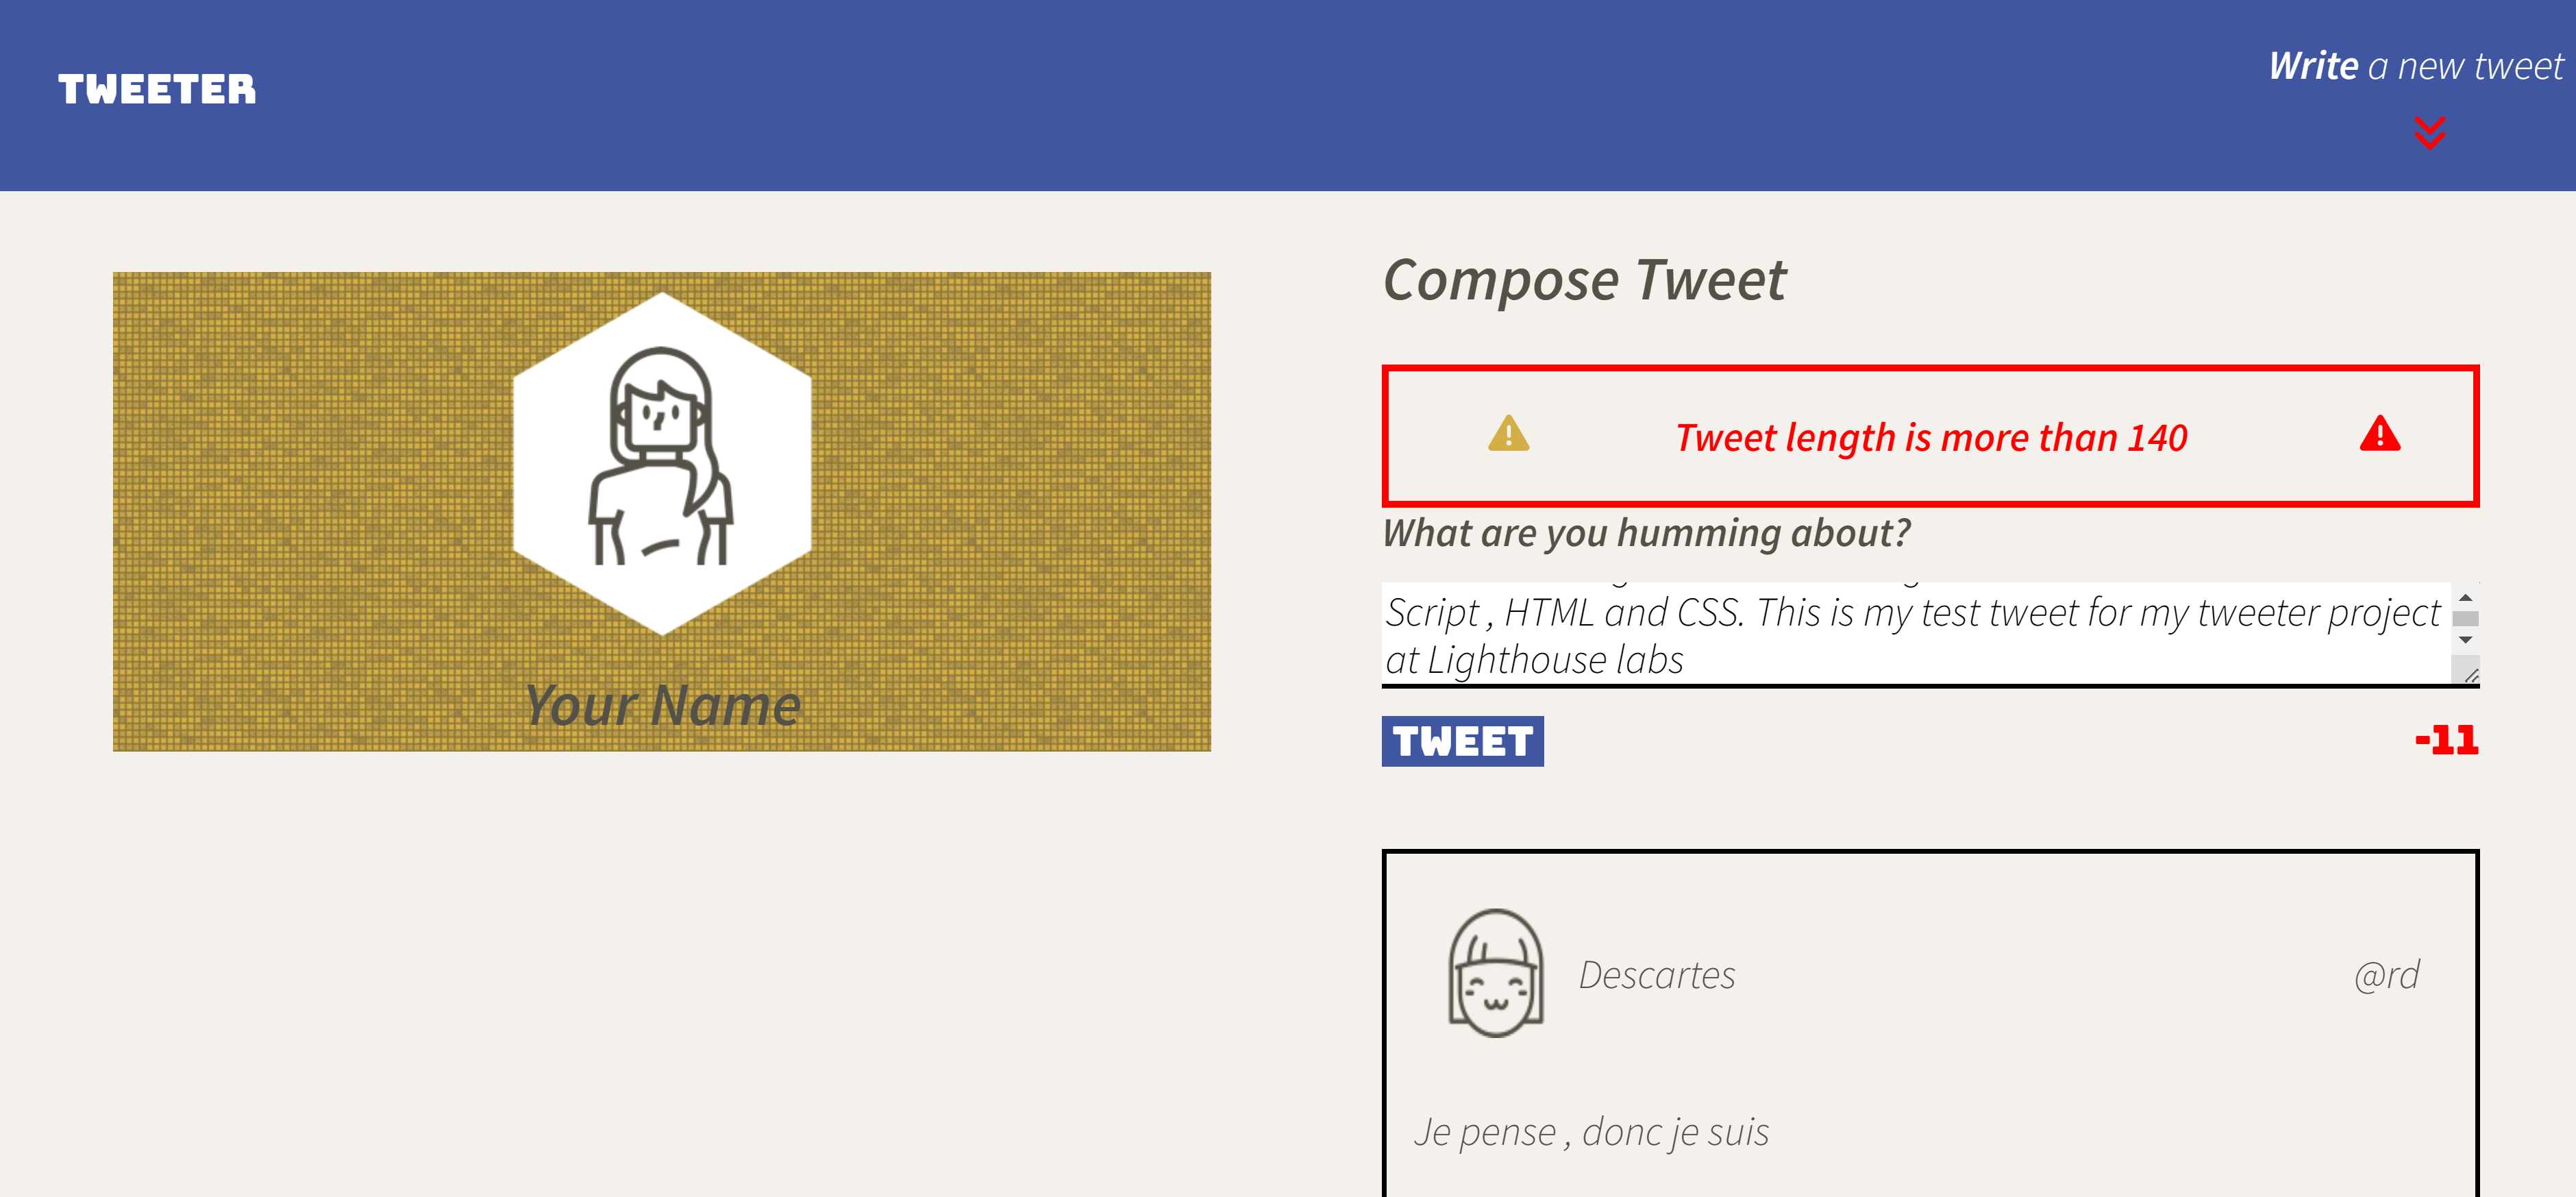 TWEETER
Write a new tweet
Your Name
Compose Tweet
Tweet length is more than 140
What are you humming about?
Script , HTML and CSS. This is my test tweet for my tweeter project
at Lighthouse labs
TWEET
-11
Descartes
@rd
Je pense , donc je suis